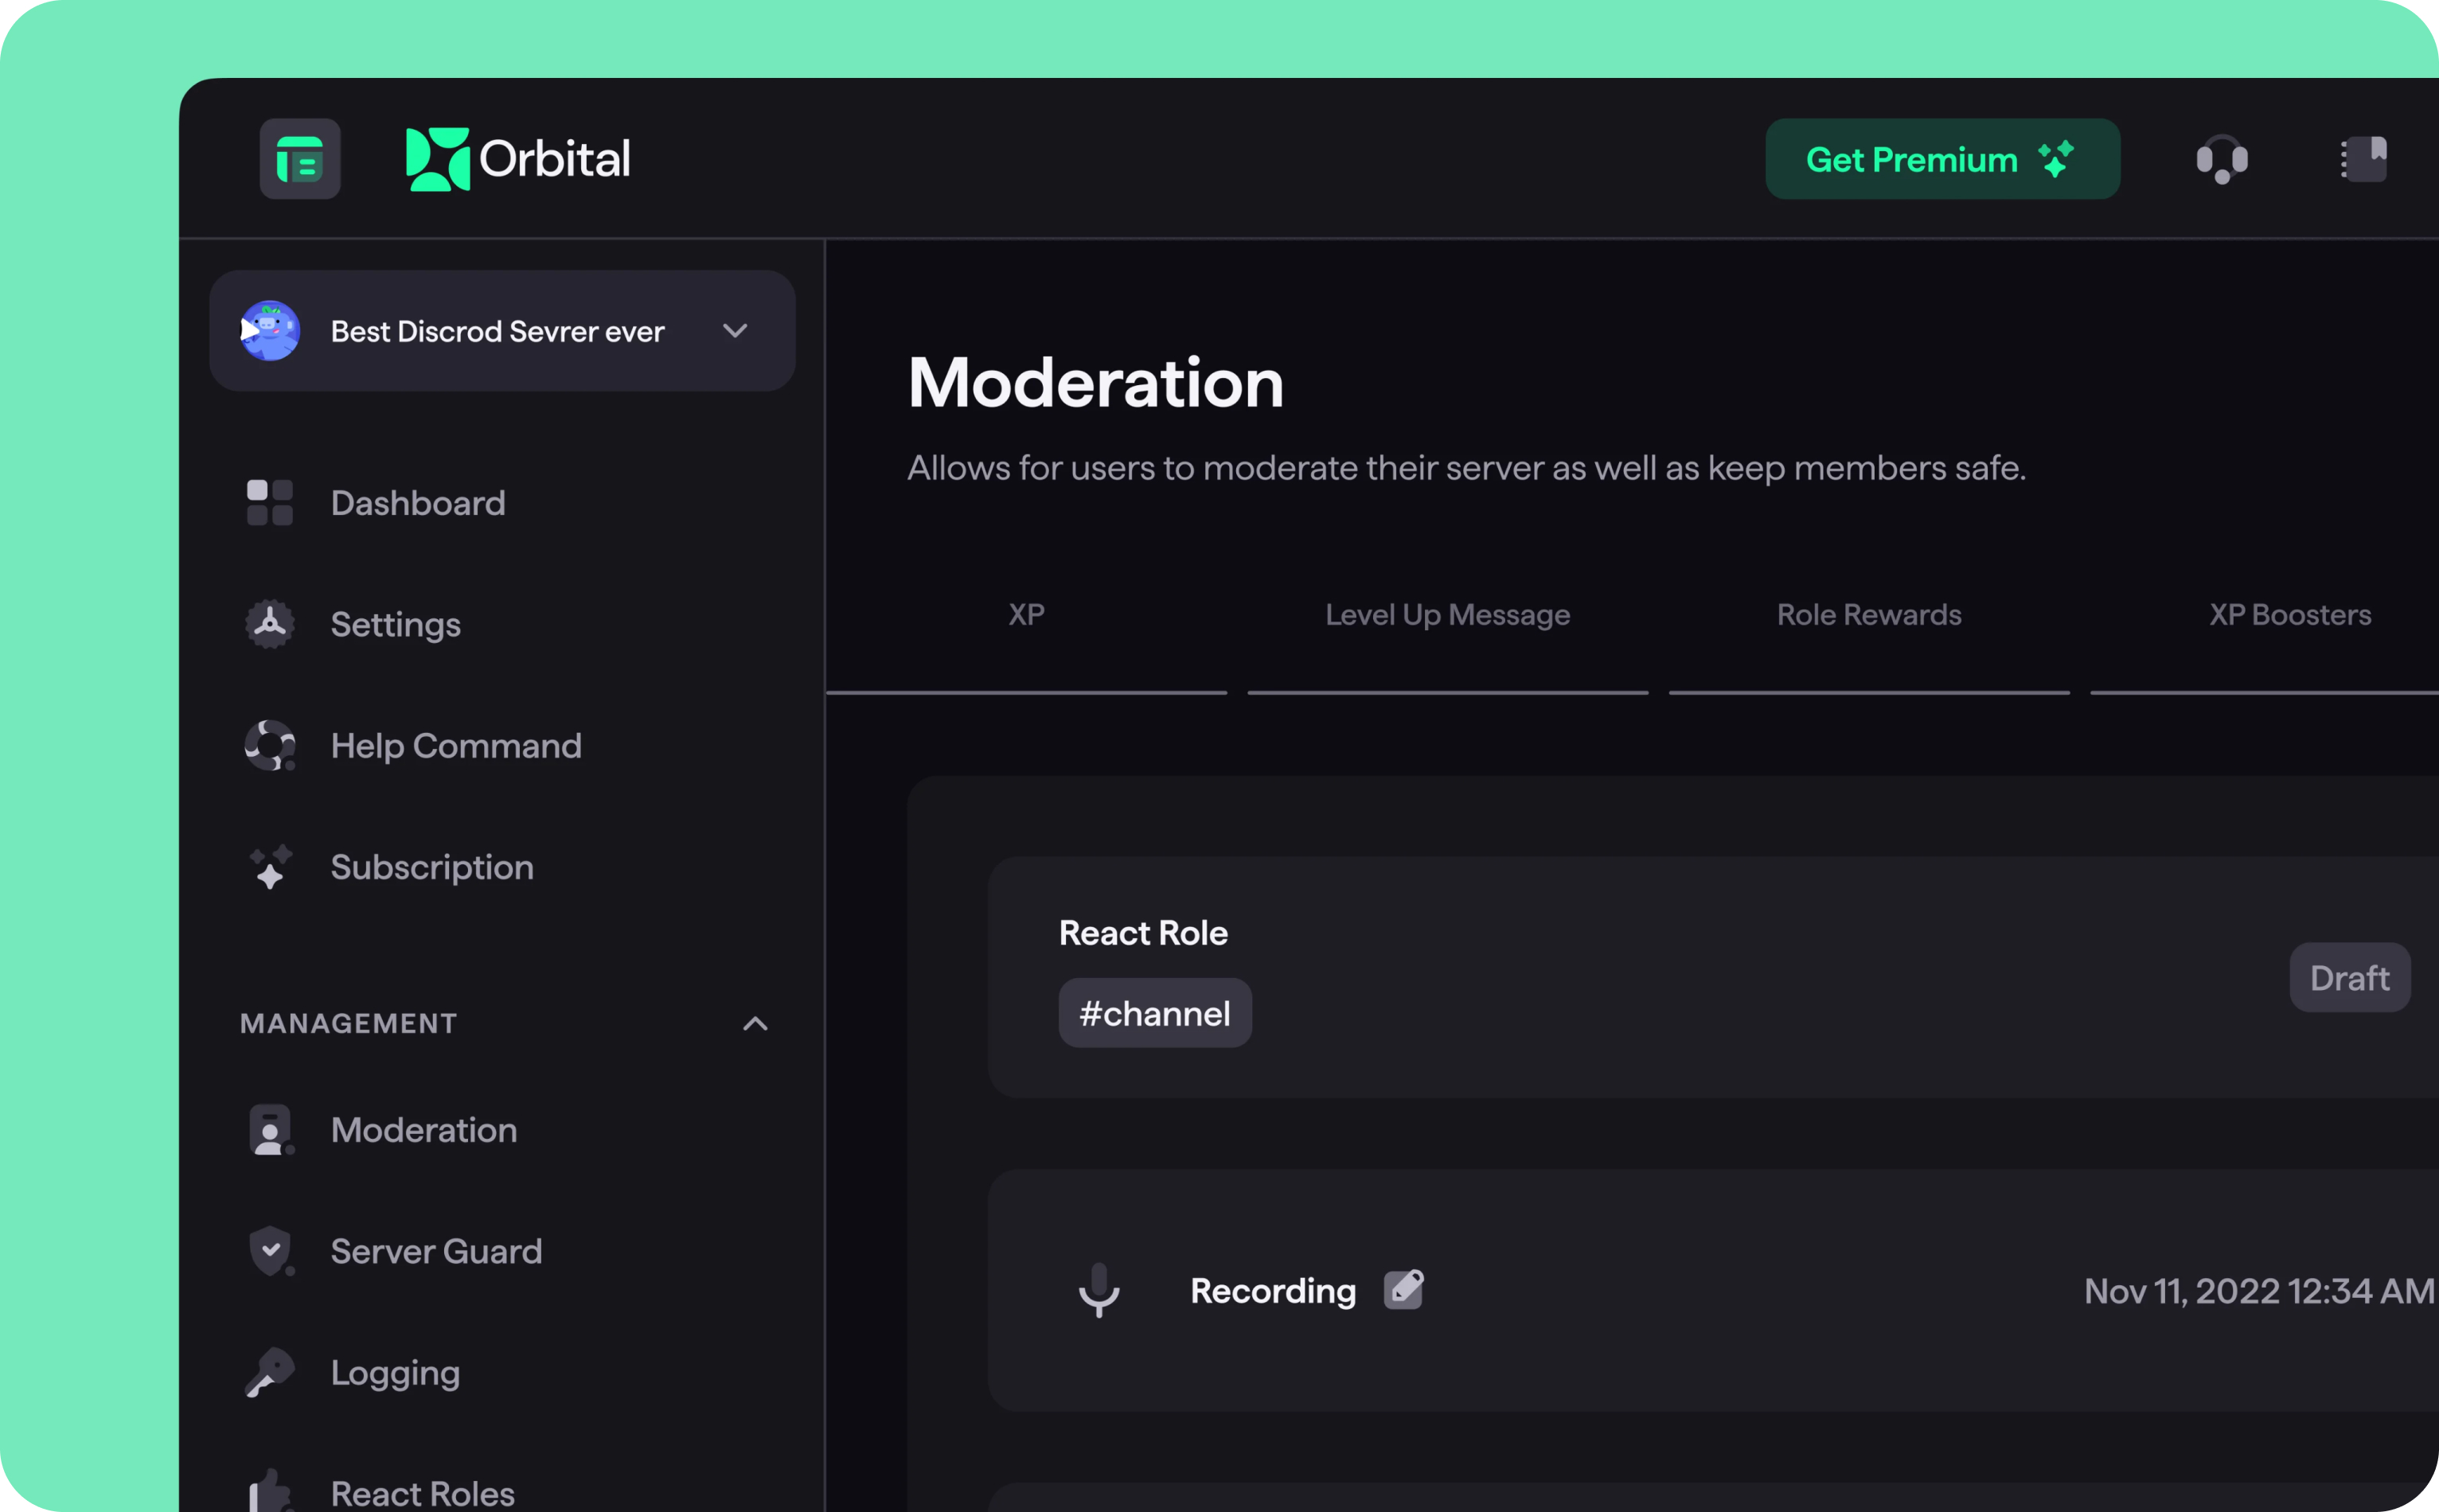 Orbital
Get Premium
Best Discrod Sevrer ever
Dashboard
Settings
Help Command
Subscription
MANAGEMENT
Moderation
Server Guard
Logging
React Roles
Moderation
Allows for users to moderate their server as well as keep members safe.
XP
Level Up Message
Role Rewards
XP Boosters
React Role
#channel
Draft
Recording
Nov 11, 2022 12:34 AM